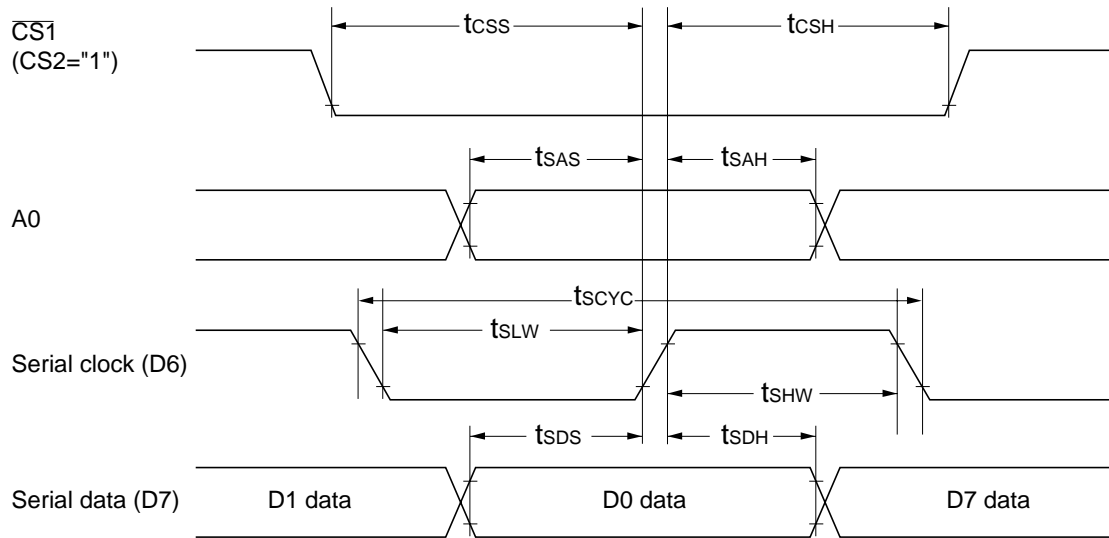 CS1 tCSS tCSH
(CS2="1")
tSAS tSAH
A0
tSCYC
tSLW
Serial clock (D6)
tSHW
tSDS tSDH
Serial data (D7) D1 data D0 data D7 data